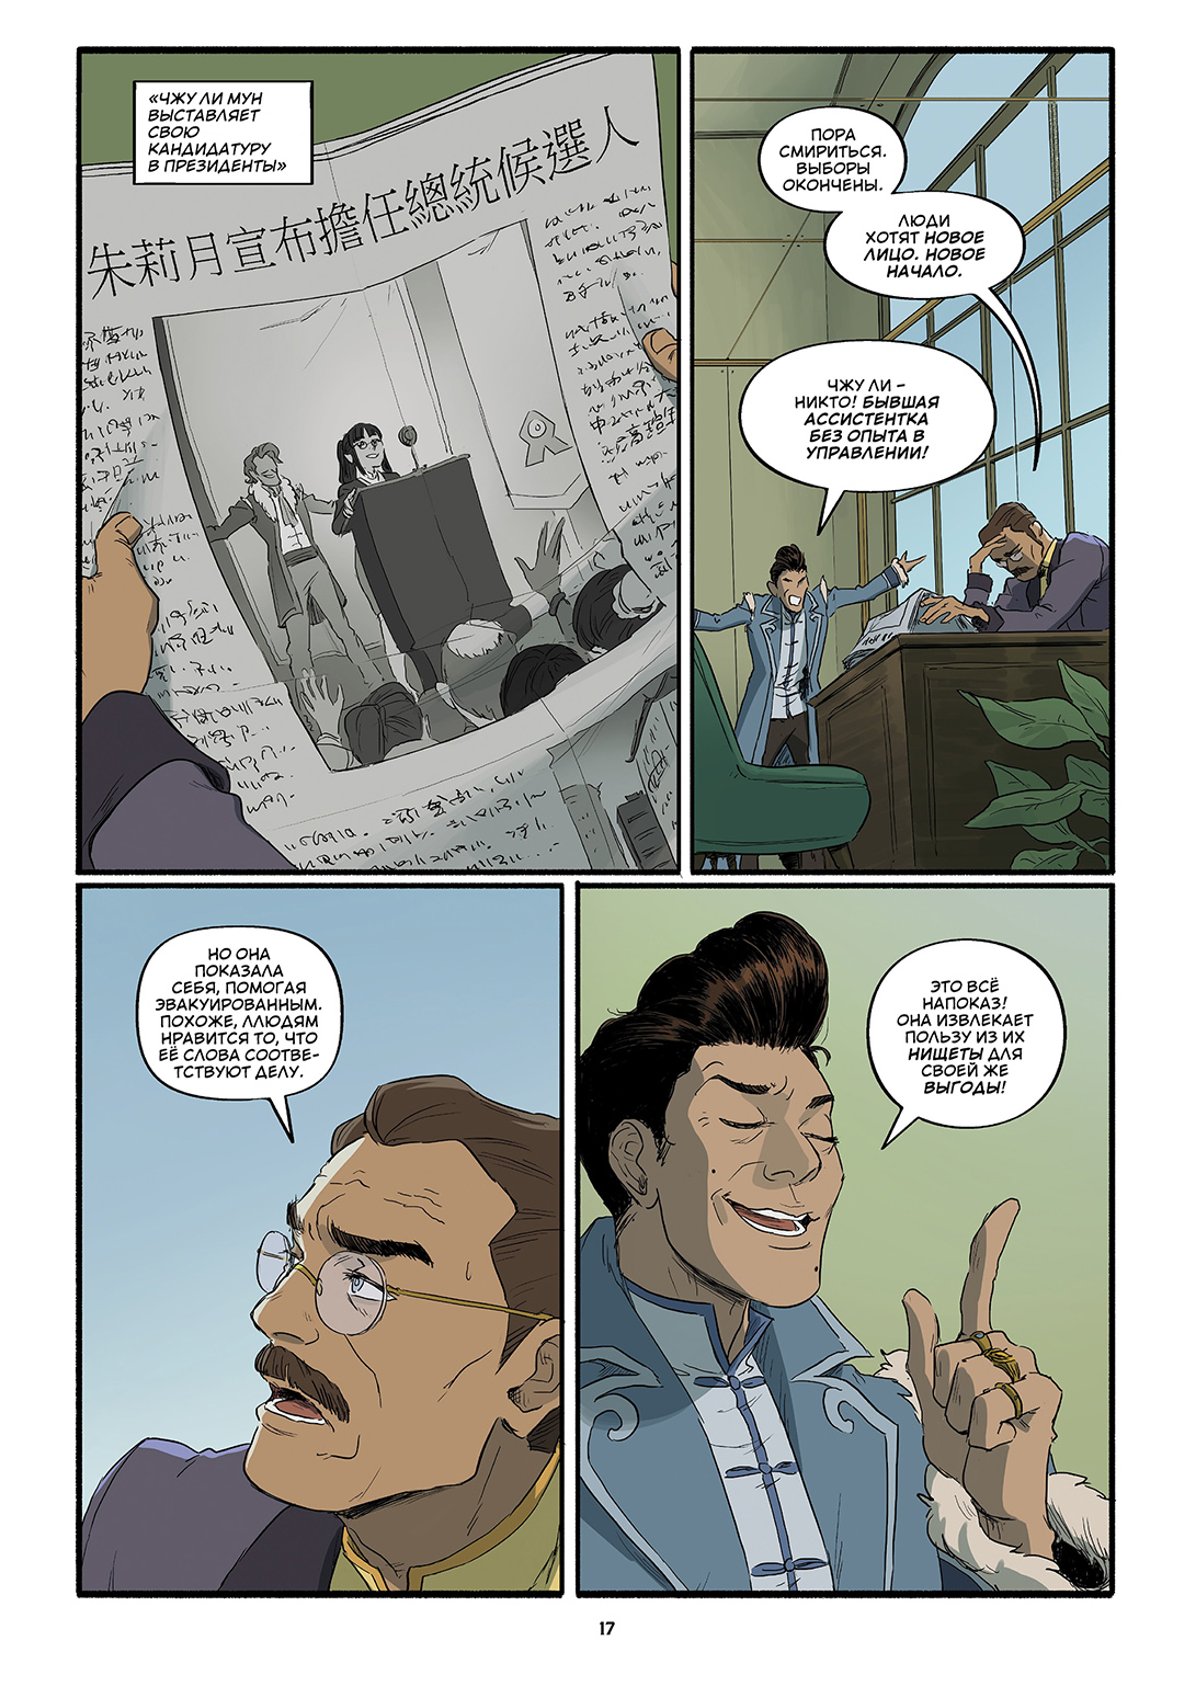 «ЧЖУ ЛИ МУН
ВЫСТАВЛЯЕТ
СВОЮ
КАНДИДАТУРУ
В ПРЕЗИДЕНТЫ»
朱莉月宣布擔任總統候選人
ПОРА
СМИРИТЬСЯ.
ВЫБОРЫ
ОКОНЧЕНЫ.
ЛЮДИ
ХОТЯТ НОВОЕ
ЛИЦО. НОВОЕ
НАЧАЛО.
ЧЖУ ЛИ –
НИКТО! БЫВШАЯ
АССИСТЕНТКА
БЕЗ ОПЫТА В
УПРАВЛЕНИИ!
НО ОНА
ПОКАЗАЛА
СЕБЯ, ПОМОГАЯ
ЭВАКУИРОВАННЫМ.
ПОХОЖЕ, ЛЛЮДЯМ
НРАВИТСЯ ТО, ЧТО
ЕЁ СЛОВА СООТВЕ-
ТСТВУЮТ ДЕЛУ.
ЭТО ВСЁ
НАПОКАЗ!
ОНА ИЗВЛЕКАЕТ
ПОЛЬЗУ ИЗ ИХ
НИЩЕТЫ ДЛЯ
СВОЕЙ ЖЕ
ВЫГОДЫ!
17